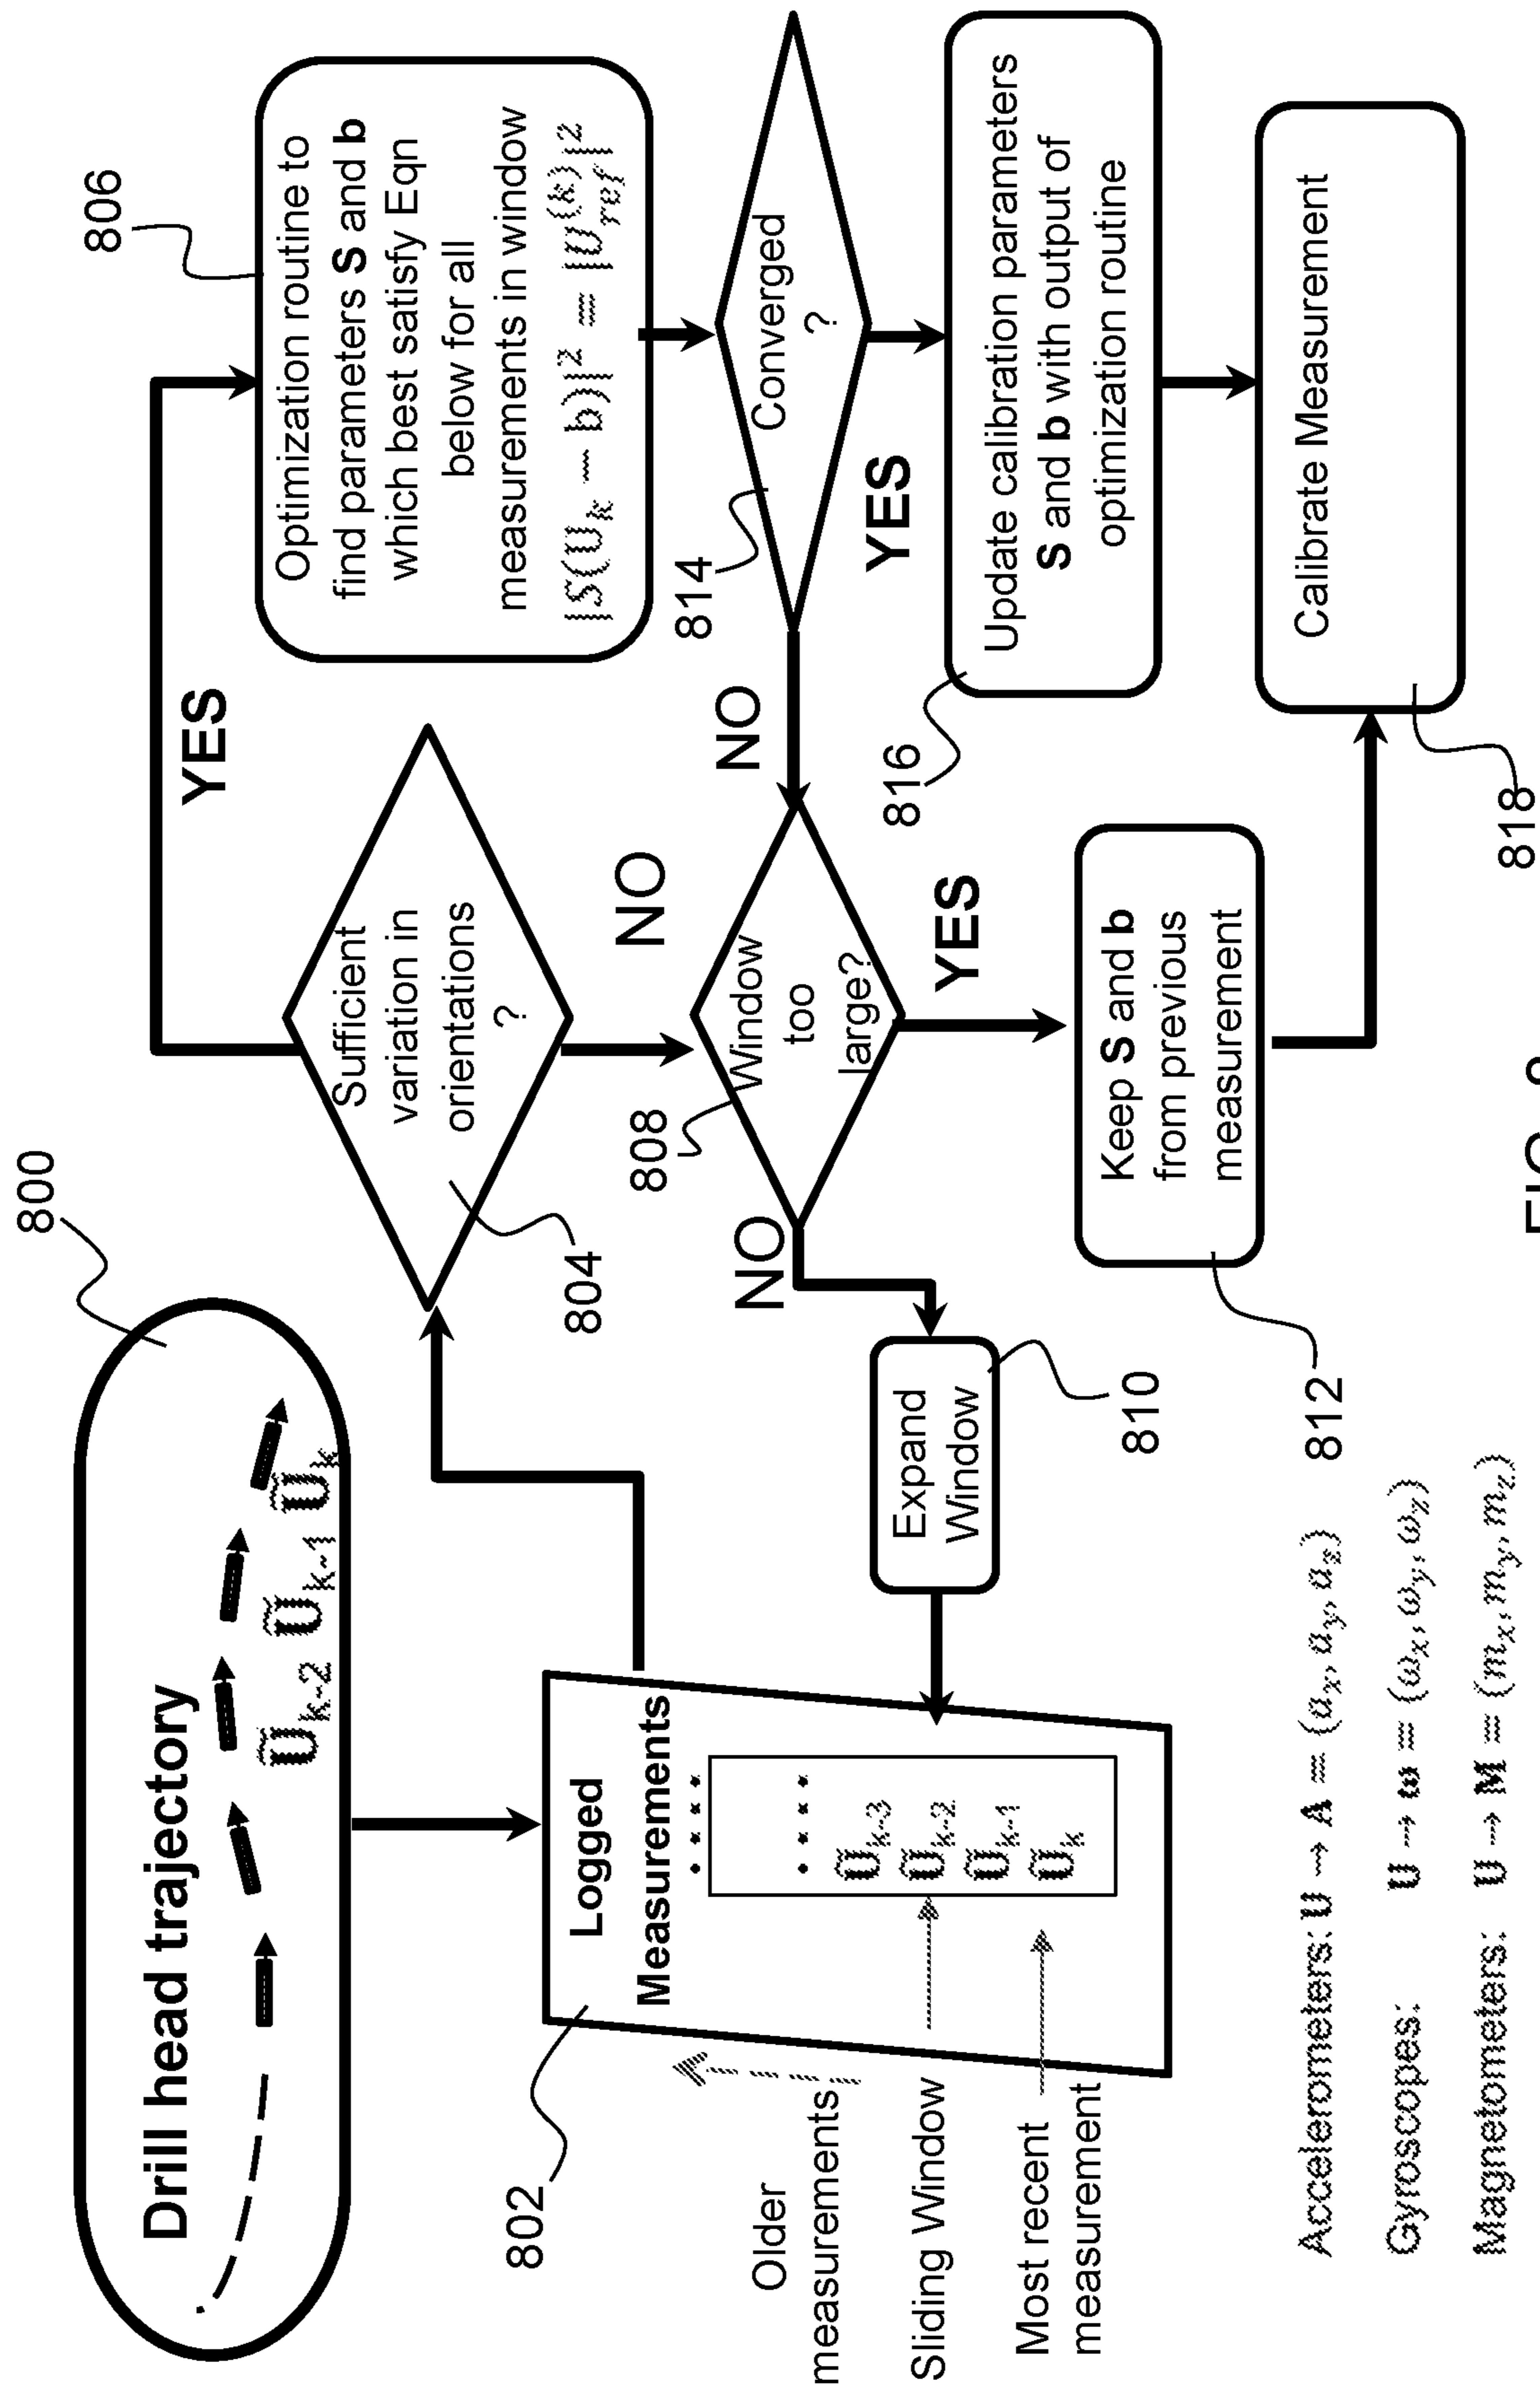 800
Drill head trajectory
Ũk-2 Ũk-1 Ũk
802
Logged
Measurements
Older
measurements
Sliding Window
Most recent
measurement
Ũk-3
Ũk-2
Ũk-1
Ũk
804
Sufficient
variation in
orientations
?
YES
NO
806
Optimization routine to
find parameters S and b
which best satisfy Eqn
below for all
measurements in window
|S(Ũk − b)|² = |U(k)ref|²
808
Window
too
large?
NO
YES
810
Expand
Window
812
Keep S and b
from previous
measurement
814
Converged
?
NO
YES
816
Update calibration parameters
S and b with output of
optimization routine
818
Calibrate Measurement
Accelerometers: U → A = (ax, ay, az)
Gyroscopes: U → ω = (ωx, ωy, ωz)
Magnetometers: U → M = (mx, my, mz)